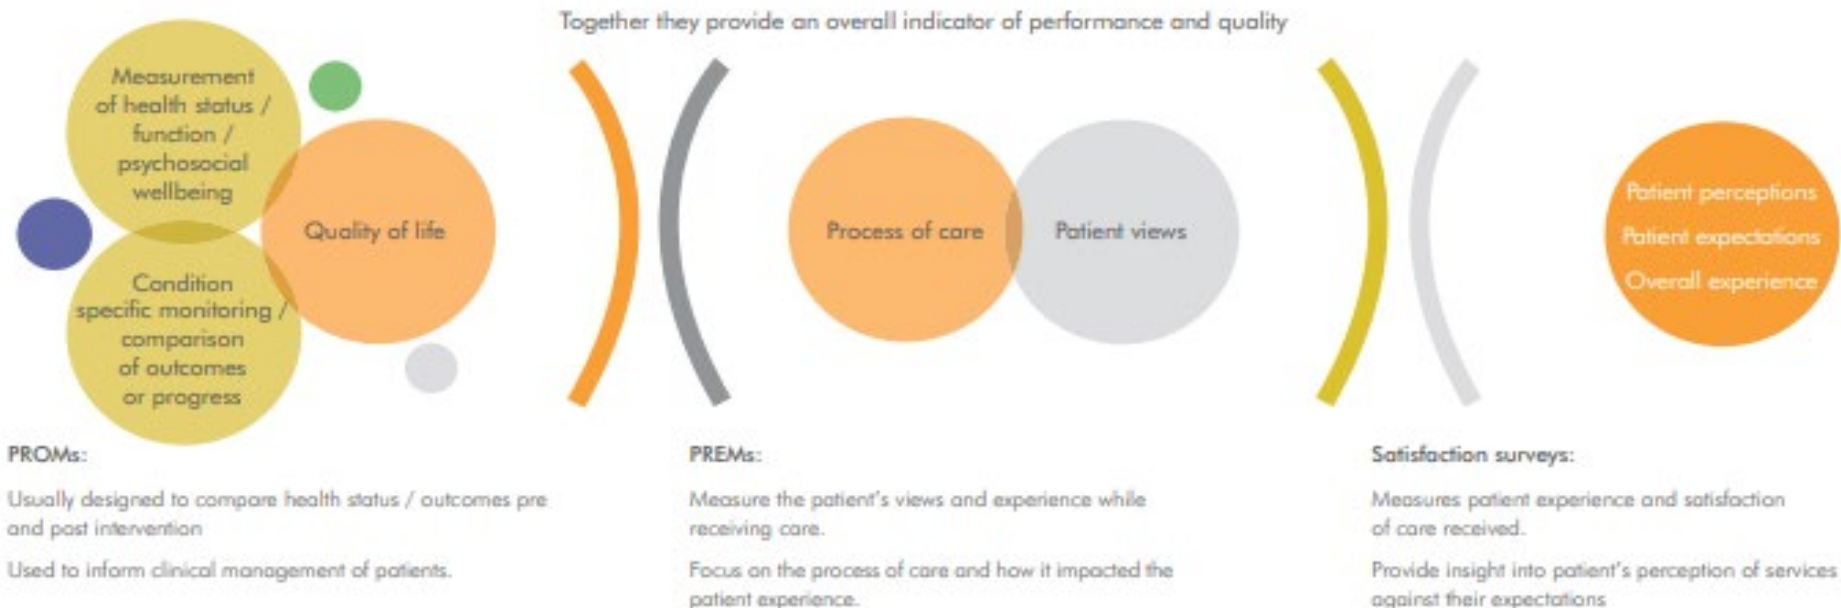 Together they provide an overall indicator of performance and quality
Measurement
of health status /
function /
psychosocial
wellbeing
Quality of life
Condition
specific monitoring /
comparison
of outcomes
or progress
Process of care
Patient views
Patient perceptions
Patient expectations
Overall experience
PROMs:
Usually designed to compare health status / outcomes pre
and post intervention
Used to inform clinical management of patients.
PREMs:
Measure the patient's views and experience while
receiving care.
Focus on the process of care and how it impacted the
patient experience.
Satisfaction surveys:
Measures patient experience and satisfaction
of care received.
Provide insight into patient's perception of services
against their expectations